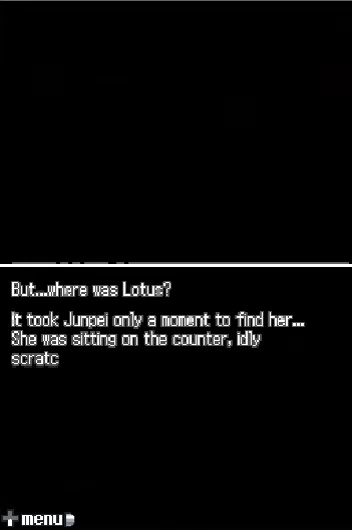 But...where was Lotus?
It took Junpei only a moment to find her...
She was sitting on the counter, idly
scratc
menu